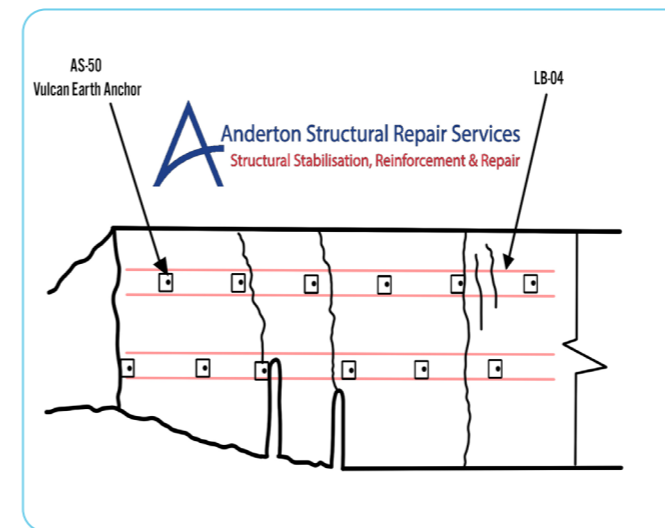 AS-50
Vulcan Earth Anchor
LB-04
Anderton Structural Repair Services
Structural Stabilisation, Reinforcement & Repair